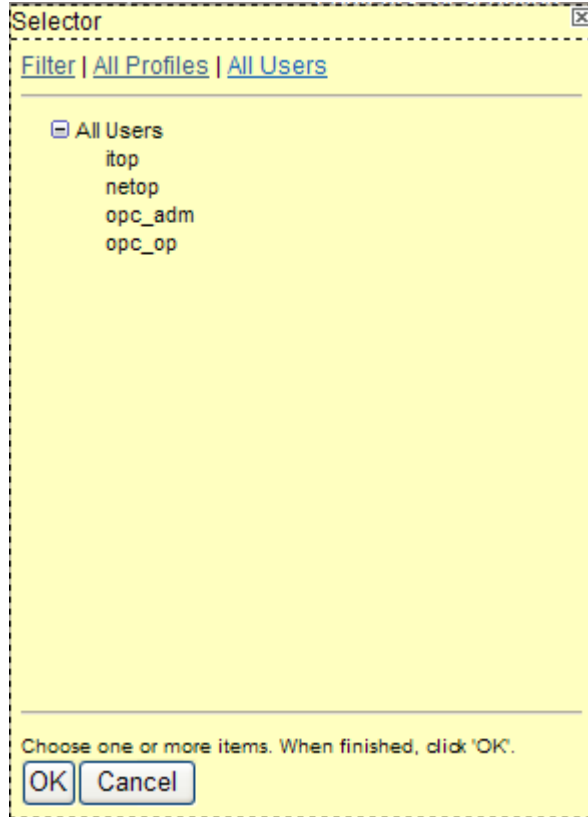 Selector
Filter | All Profiles | All Users
All Users
itop
netop
opc_adm
opc_op
Choose one or more items. When finished, click 'OK'.
OK Cancel